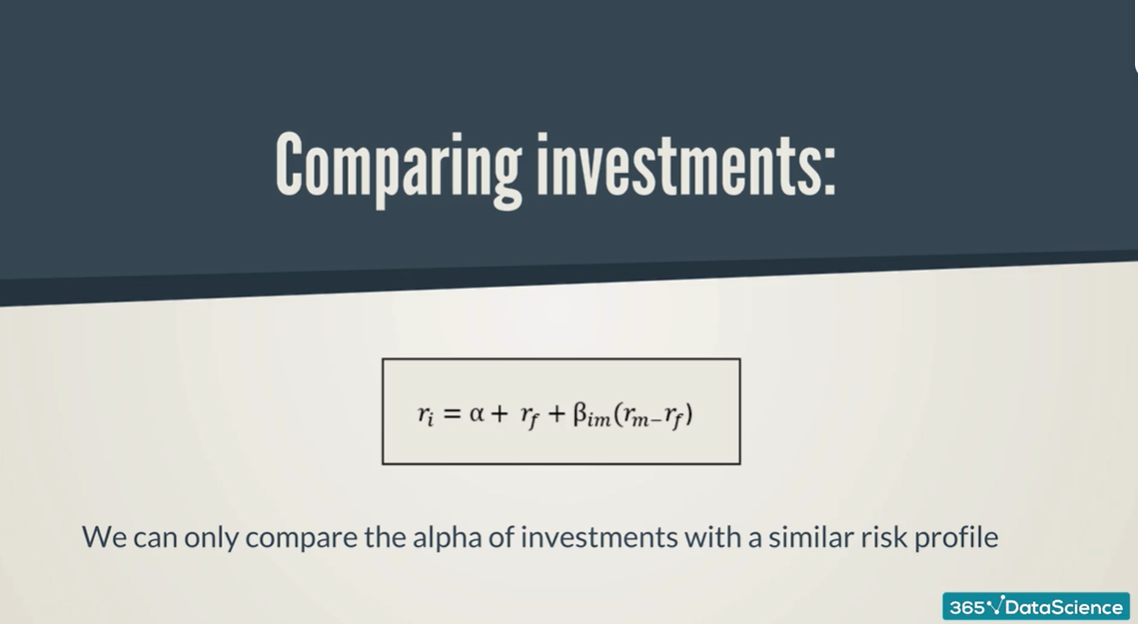 Comparing investments:
rᵢ = α + r_f + β_im(r_m−r_f)
We can only compare the alpha of investments with a similar risk profile
365√DataScience